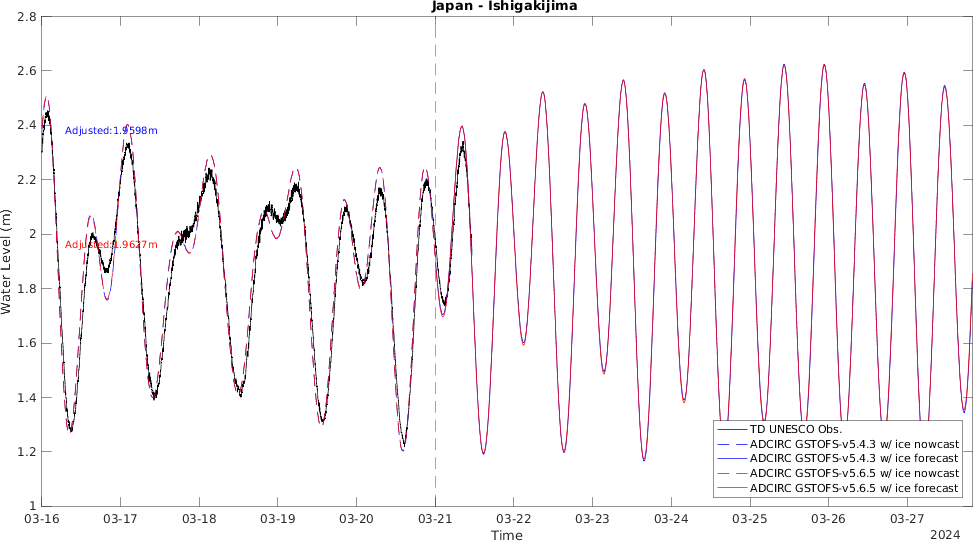 Japan - Ishigakijima
2.8
2.6
2.4
2.2
2
1.8
1.6
1.4
1.2
1
Water Level (m)
Adjusted:1.9598m
Adjusted:1.9627m
TD UNESCO Obs.
ADCIRC GSTOFS-v5.4.3 w/ ice nowcast
ADCIRC GSTOFS-v5.4.3 w/ ice forecast
ADCIRC GSTOFS-v5.6.5 w/ ice nowcast
ADCIRC GSTOFS-v5.6.5 w/ ice forecast
03-16 03-17 03-18 03-19 03-20 03-21 03-22 03-23 03-24 03-25 03-26 03-27
Time
2024